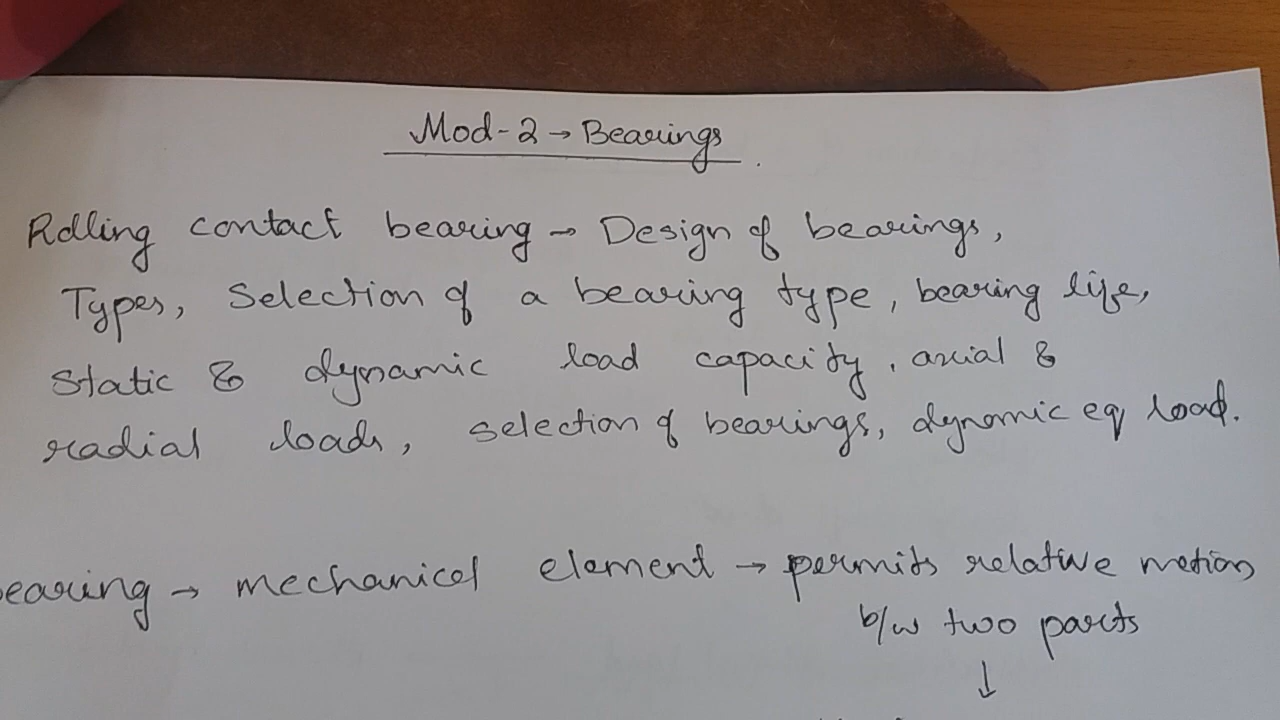 Mod-2 → Bearings
Rolling contact bearing → Design of bearings,
Types, Selection of a bearing type, bearing life,
Static & dynamic load capacity, axial &
radial loads, selection of bearings, dynamic eq load.
earing → mechanical element → permits relative motion
b/w two parts
↓